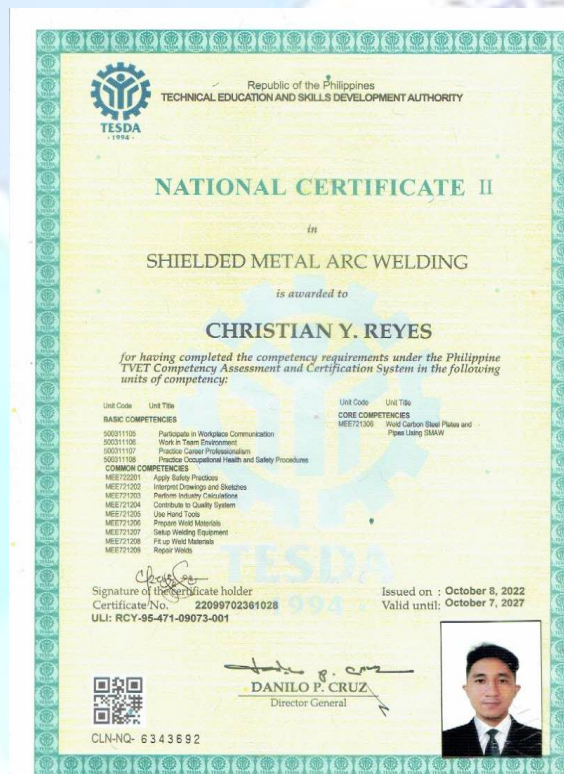 TESDA
- 1994 -
Republic of the Philippines
TECHNICAL EDUCATION AND SKILLS DEVELOPMENT AUTHORITY
NATIONAL CERTIFICATE II
in
SHIELDED METAL ARC WELDING
is awarded to
CHRISTIAN Y. REYES
for having completed the competency requirements under the Philippine
TVET Competency Assessment and Certification System in the following
units of competency:
Unit Code Unit Title
BASIC COMPETENCIES
500311105 Participate in Workplace Communication
500311106 Work in Team Environment
500311107 Practice Career Professionalism
500311108 Practice Occupational Health and Safety Procedures
COMMON COMPETENCIES
MEE722201 Apply Safety Practices
MEE721202 Interpret Drawings and Sketches
MEE721203 Perform Industry Calculations
MEE721204 Contribute to Quality System
MEE721205 Use Hand Tools
MEE721206 Prepare Weld Materials
MEE721207 Setup Welding Equipment
MEE721208 Fit up Weld Materials
MEE721209 Repair Welds
Unit Code Unit Title
CORE COMPETENCIES
MEE721306 Weld Carbon Steel Plates and
Pipes Using SMAW
TESDA
1994
Signature of the certificate holder
Certificate No. 22099702361028
ULI: RCY-95-471-09073-001
Issued on : October 8, 2022
Valid until: October 7, 2027
DANILO P. CRUZ
Director General
CLN-NQ- 6343692